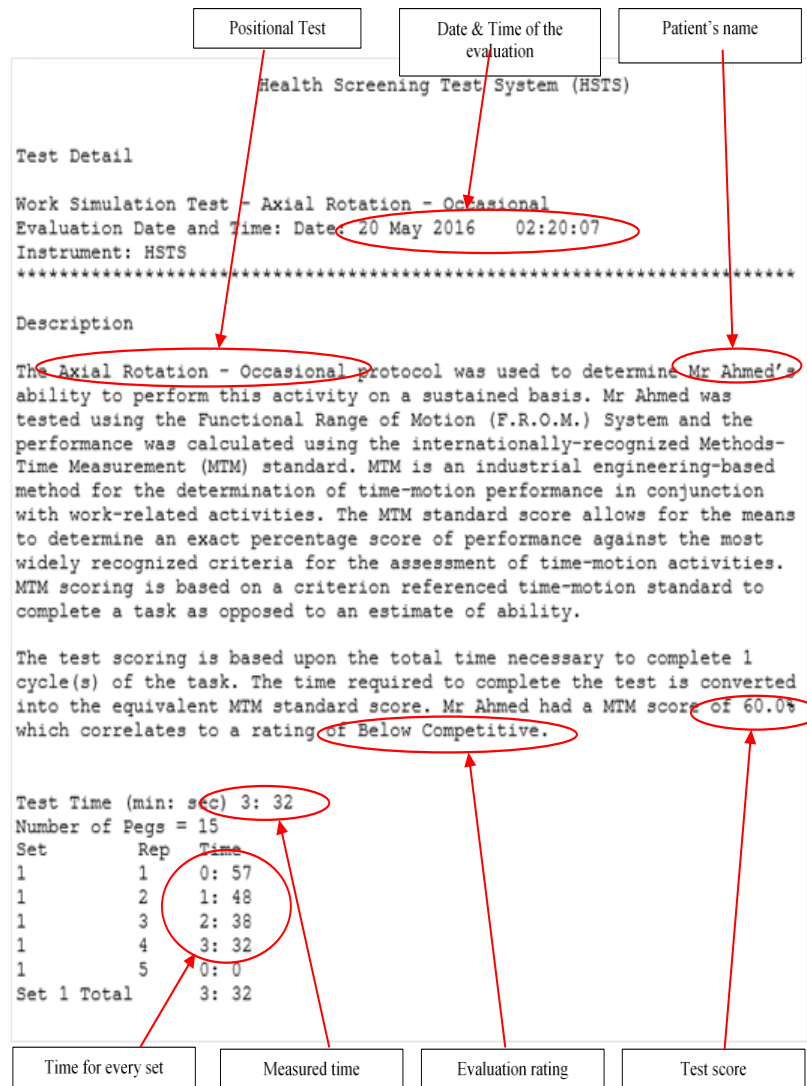 Positional Test
Date & Time of the
evaluation
Patient's name
Health Screening Test System (HSTS)
Test Detail
Work Simulation Test - Axial Rotation - Occasional
Evaluation Date and Time: Date: 20 May 2016 02:20:07
Instrument: HSTS
************************************************************************
Description
The Axial Rotation - Occasional protocol was used to determine Mr Ahmed's
ability to perform this activity on a sustained basis. Mr Ahmed was
tested using the Functional Range of Motion (F.R.O.M.) System and the
performance was calculated using the internationally-recognized Methods-
Time Measurement (MTM) standard. MTM is an industrial engineering-based
method for the determination of time-motion performance in conjunction
with work-related activities. The MTM standard score allows for the means
to determine an exact percentage score of performance against the most
widely recognized criteria for the assessment of time-motion activities.
MTM scoring is based on a criterion referenced time-motion standard to
complete a task as opposed to an estimate of ability.
The test scoring is based upon the total time necessary to complete 1
cycle(s) of the task. The time required to complete the test is converted
into the equivalent MTM standard score. Mr Ahmed had a MTM score of 60.0%
which correlates to a rating of Below Competitive.
Test Time (min: sec) 3: 32
Number of Pegs = 15
Set Rep Time
1 1 0: 57
1 2 1: 48
1 3 2: 38
1 4 3: 32
1 5 0: 0
Set 1 Total 3: 32
Time for every set
Measured time
Evaluation rating
Test score